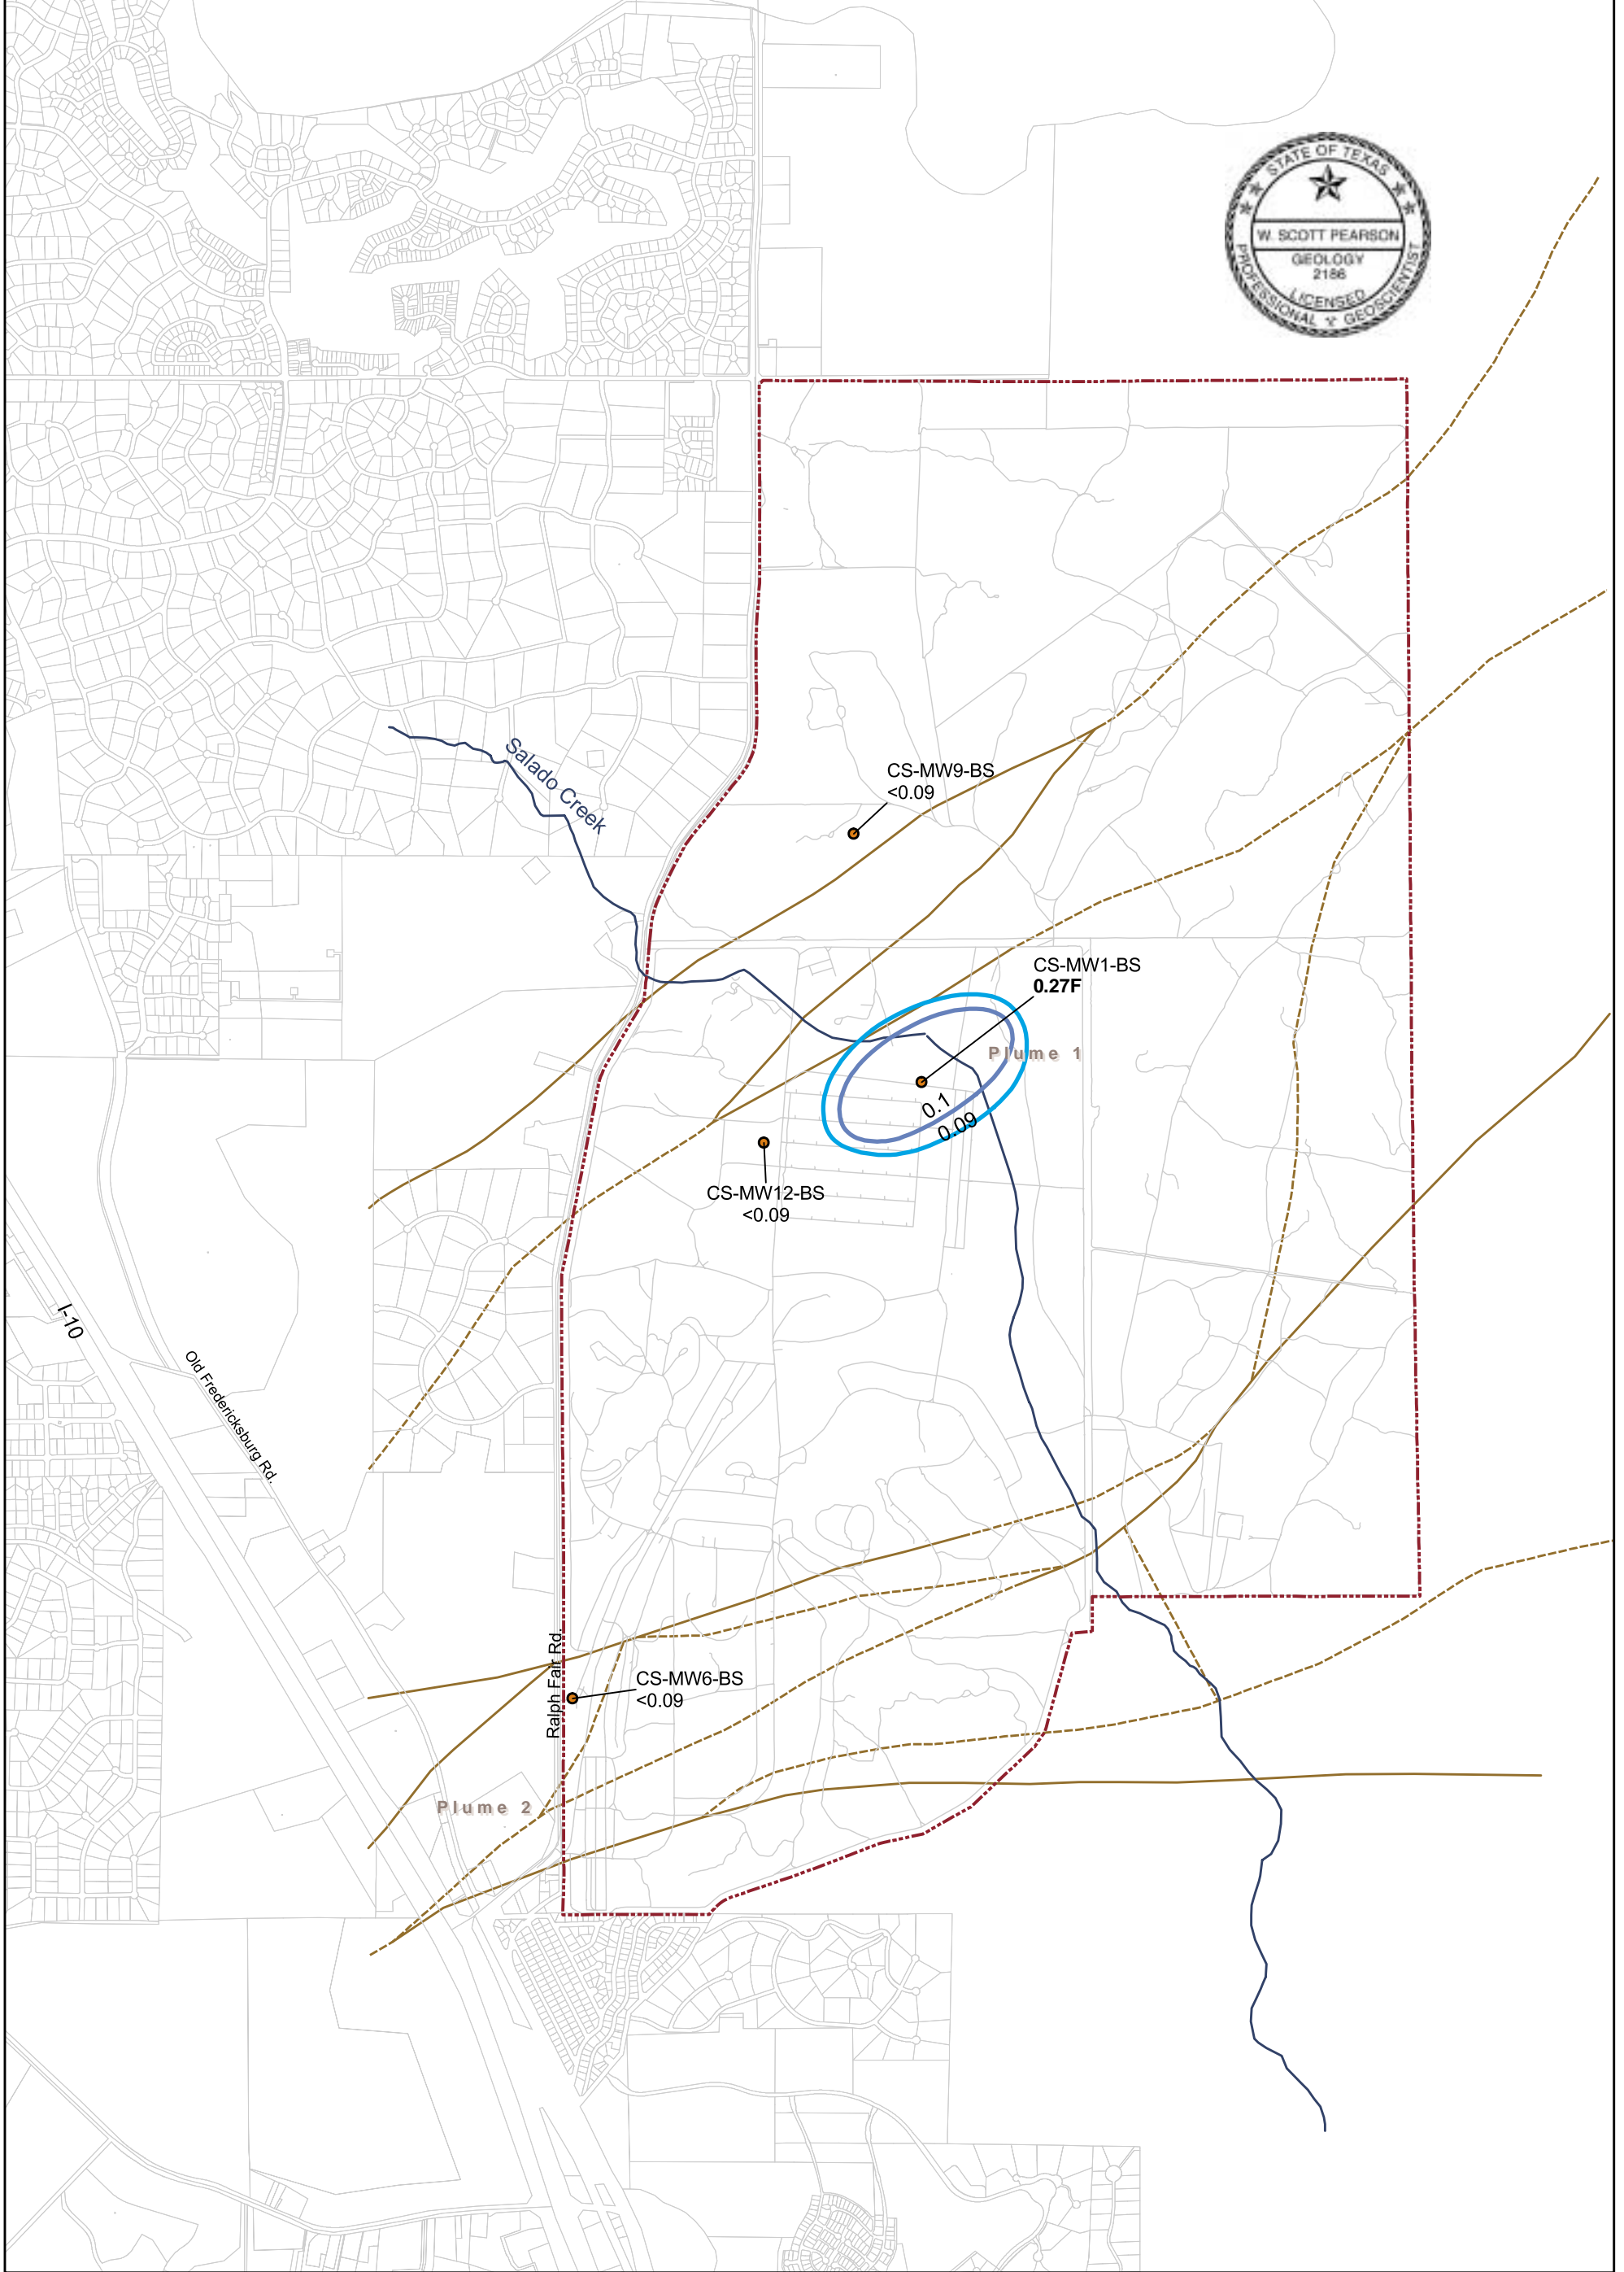 STATE OF TEXAS
W. SCOTT PEARSON
GEOLOGY
2186
LICENSED
PROFESSIONAL GEOSCIENTIST
Salado Creek
CS-MW9-BS
<0.09
CS-MW1-BS
0.27F
Plume 1
0.1
0.09
CS-MW12-BS
<0.09
I-10
Old Fredericksburg Rd.
Ralph Fair Rd.
CS-MW6-BS
<0.09
Plume 2